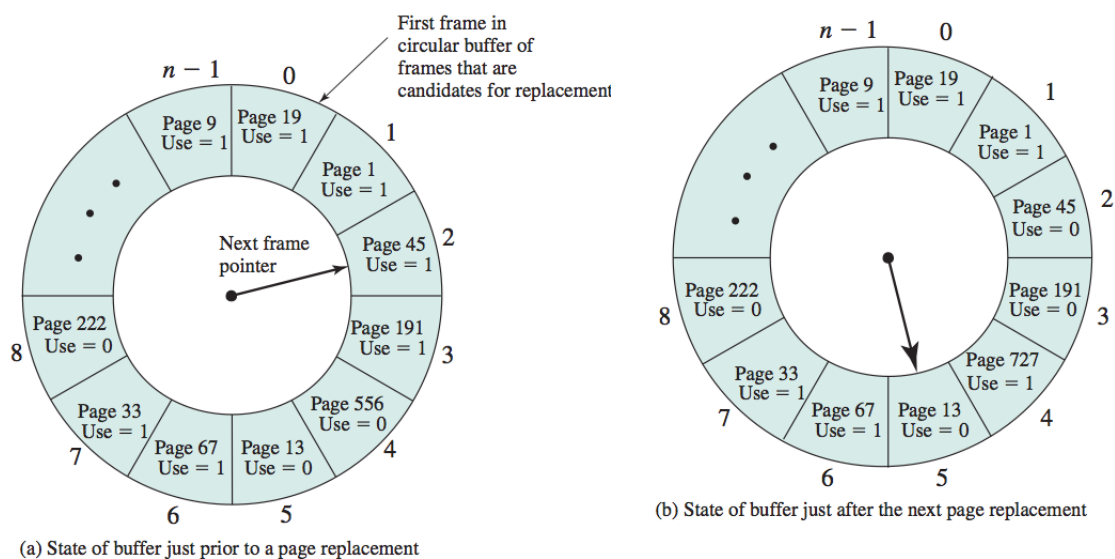 First frame in
circular buffer of
frames that are
candidates for replacement
n − 1
0
1
2
3
4
5
6
7
8
Page 9
Use = 1
Page 19
Use = 1
Page 1
Use = 1
Page 45
Use = 1
Page 191
Use = 1
Page 556
Use = 0
Page 13
Use = 0
Page 67
Use = 1
Page 33
Use = 1
Page 222
Use = 0
Next frame
pointer
(a) State of buffer just prior to a page replacement
n − 1
0
1
2
3
4
5
6
7
8
Page 9
Use = 1
Page 19
Use = 1
Page 1
Use = 1
Page 45
Use = 0
Page 191
Use = 0
Page 727
Use = 1
Page 13
Use = 0
Page 67
Use = 1
Page 33
Use = 1
Page 222
Use = 0
(b) State of buffer just after the next page replacement